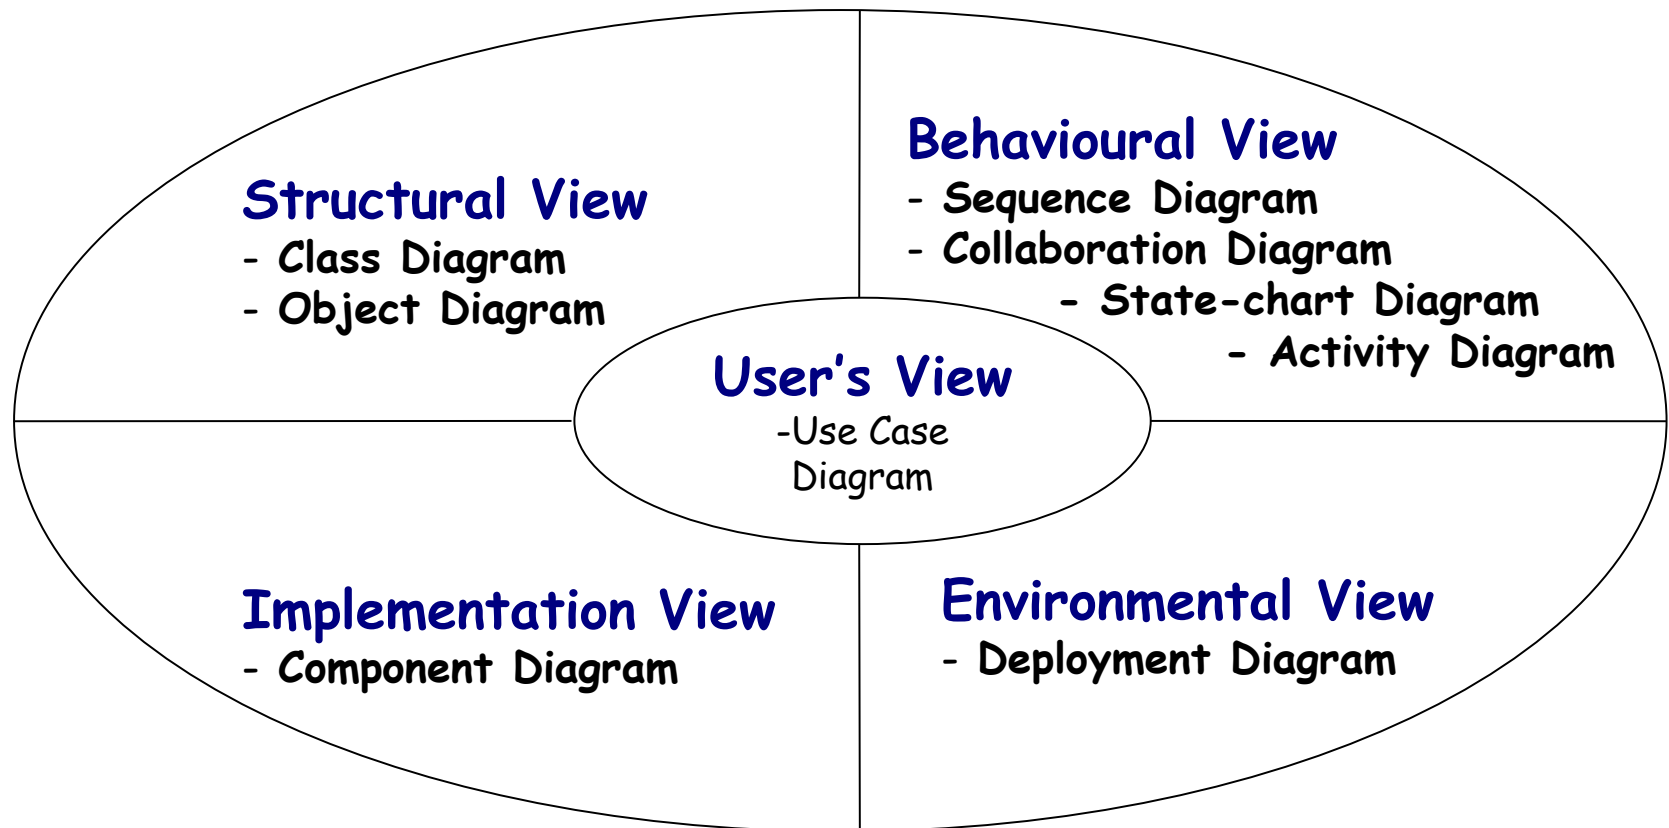 Structural View
- Class Diagram
- Object Diagram
Behavioural View
- Sequence Diagram
- Collaboration Diagram
- State-chart Diagram
- Activity Diagram
User's View
-Use Case
Diagram
Implementation View
- Component Diagram
Environmental View
- Deployment Diagram